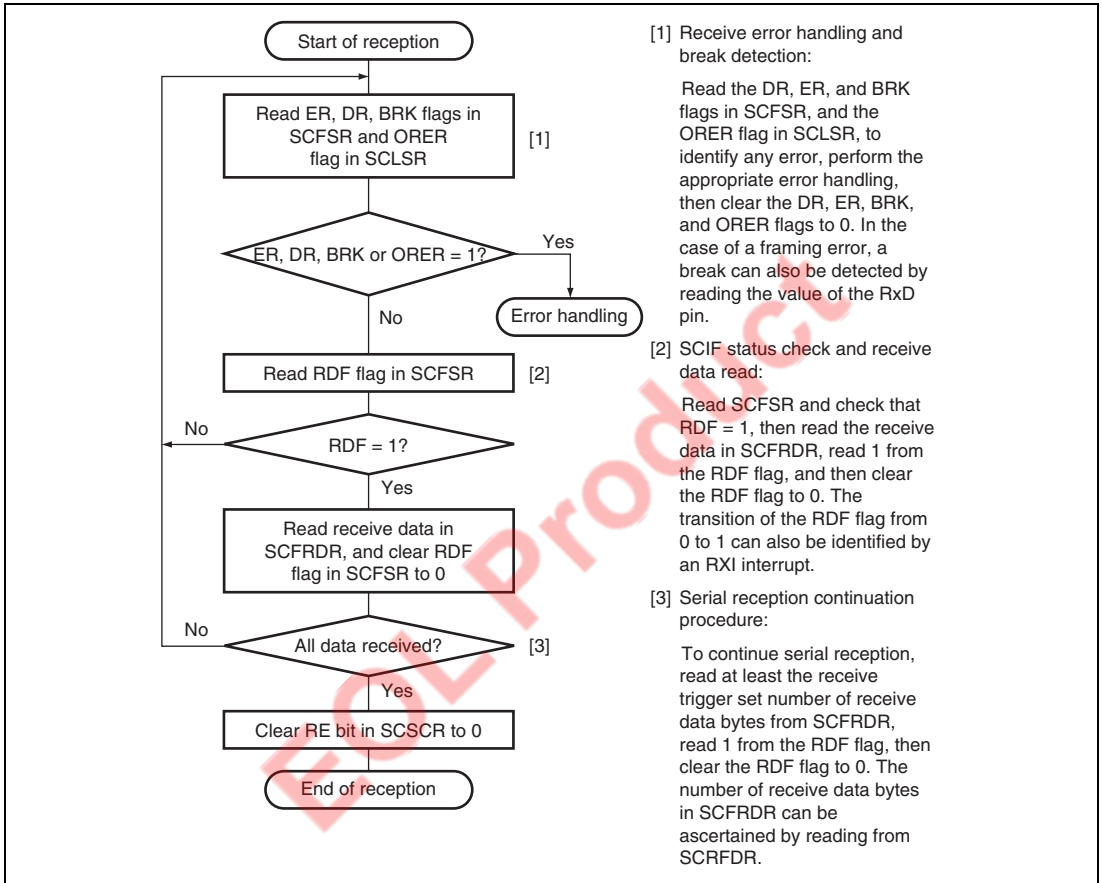 Start of reception
Read ER, DR, BRK flags in
SCFSR and ORER
flag in SCLSR
[1]
ER, DR, BRK or ORER = 1?
Yes
Error handling
No
Read RDF flag in SCFSR
[2]
No
RDF = 1?
Yes
Read receive data in
SCFRDR, and clear RDF
flag in SCFSR to 0
No
All data received?
[3]
Yes
Clear RE bit in SCSCR to 0
End of reception
[1] Receive error handling and
break detection:
Read the DR, ER, and BRK
flags in SCFSR, and the
ORER flag in SCLSR, to
identify any error, perform the
appropriate error handling,
then clear the DR, ER, BRK,
and ORER flags to 0. In the
case of a framing error, a
break can also be detected by
reading the value of the RxD
pin.
[2] SCIF status check and receive
data read:
Read SCFSR and check that
RDF = 1, then read the receive
data in SCFRDR, read 1 from
the RDF flag, and then clear
the RDF flag to 0. The
transition of the RDF flag from
0 to 1 can also be identified by
an RXI interrupt.
[3] Serial reception continuation
procedure:
To continue serial reception,
read at least the receive
trigger set number of receive
data bytes from SCFRDR,
read 1 from the RDF flag, then
clear the RDF flag to 0. The
number of receive data bytes
in SCFRDR can be
ascertained by reading from
SCRFDR.
EOL Product